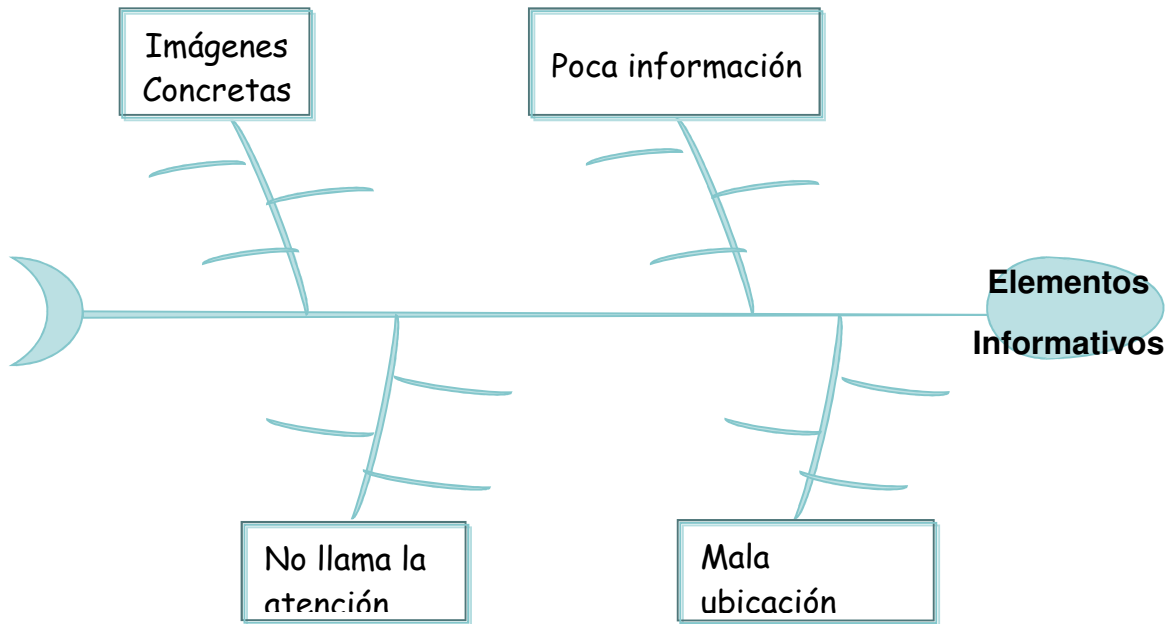 Imágenes
Concretas
Poca información
Elementos
Informativos
No llama la
atención
Mala
ubicación